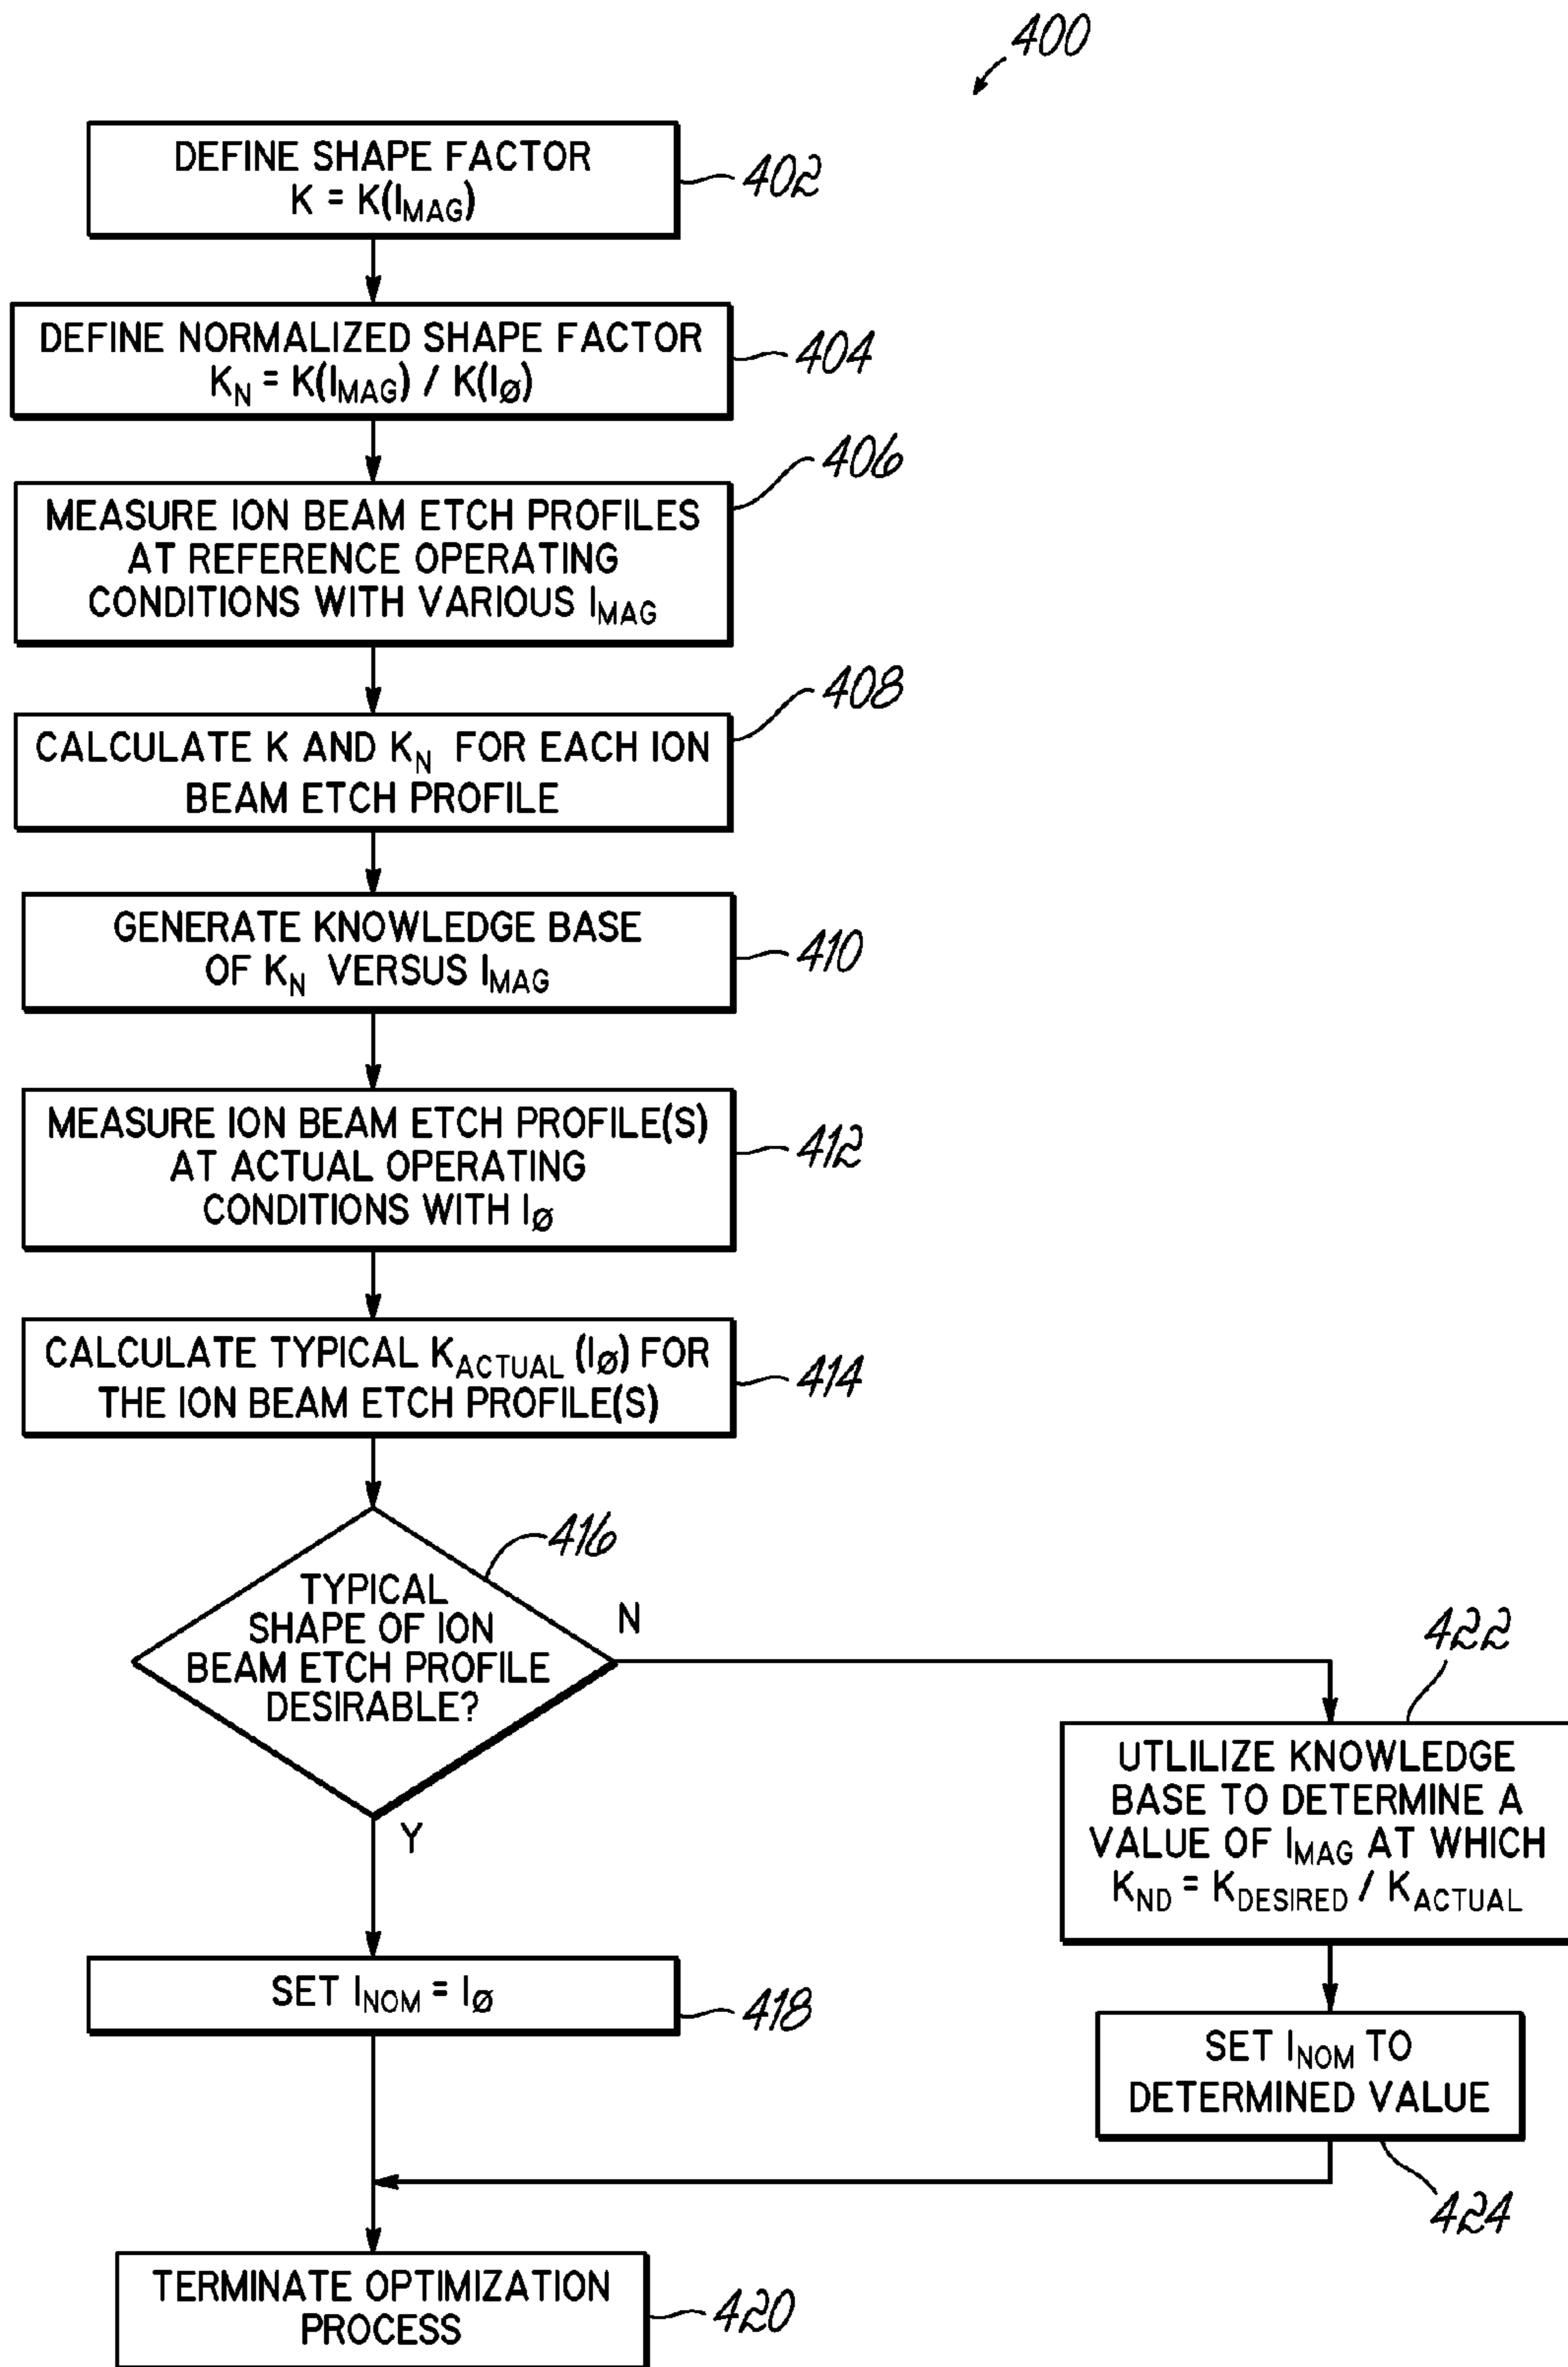 400
DEFINE SHAPE FACTOR
K = K(IMAG)
402
DEFINE NORMALIZED SHAPE FACTOR
KN = K(IMAG) / K(IØ)
404
MEASURE ION BEAM ETCH PROFILES
AT REFERENCE OPERATING
CONDITIONS WITH VARIOUS IMAG
406
CALCULATE K AND KN FOR EACH ION
BEAM ETCH PROFILE
408
GENERATE KNOWLEDGE BASE
OF KN VERSUS IMAG
410
MEASURE ION BEAM ETCH PROFILE(S)
AT ACTUAL OPERATING
CONDITIONS WITH IØ
412
CALCULATE TYPICAL KACTUAL (IØ) FOR
THE ION BEAM ETCH PROFILE(S)
414
TYPICAL
SHAPE OF ION
BEAM ETCH PROFILE
DESIRABLE?
416
N
Y
UTLILIZE KNOWLEDGE
BASE TO DETERMINE A
VALUE OF IMAG AT WHICH
KND = KDESIRED / KACTUAL
422
SET INOM = IØ
418
SET INOM TO
DETERMINED VALUE
424
TERMINATE OPTIMIZATION
PROCESS
420